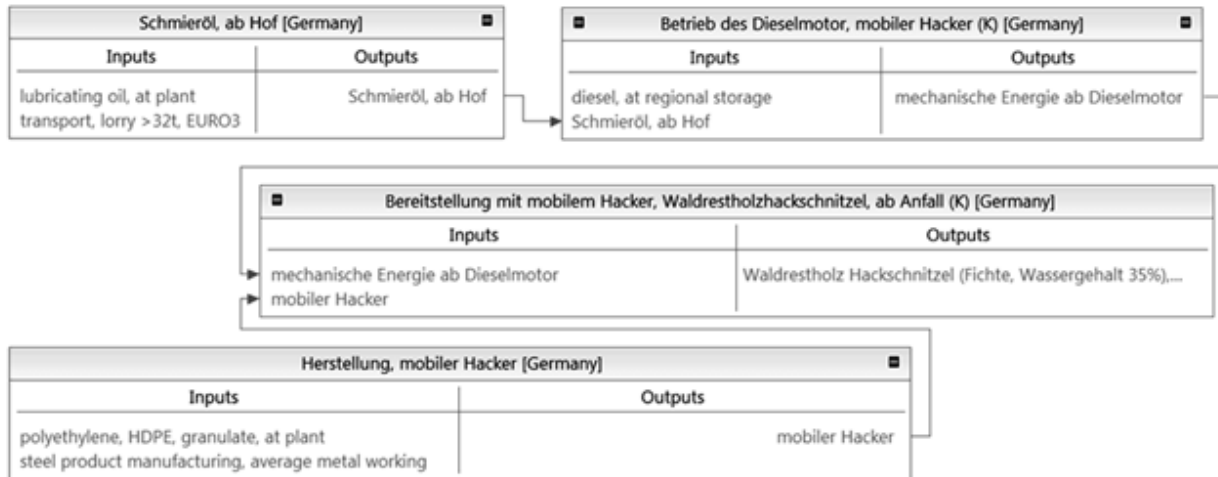 Schmieröl, ab Hof [Germany]
Inputs Outputs
lubricating oil, at plant Schmieröl, ab Hof
transport, lorry >32t, EURO3
Betrieb des Dieselmotor, mobiler Hacker (K) [Germany]
Inputs Outputs
diesel, at regional storage mechanische Energie ab Dieselmotor
Schmieröl, ab Hof
Bereitstellung mit mobilem Hacker, Waldrestholzhackschnitzel, ab Anfall (K) [Germany]
Inputs Outputs
mechanische Energie ab Dieselmotor Waldrestholz Hackschnitzel (Fichte, Wassergehalt 35%),...
mobiler Hacker
Herstellung, mobiler Hacker [Germany]
Inputs Outputs
polyethylene, HDPE, granulate, at plant mobiler Hacker
steel product manufacturing, average metal working